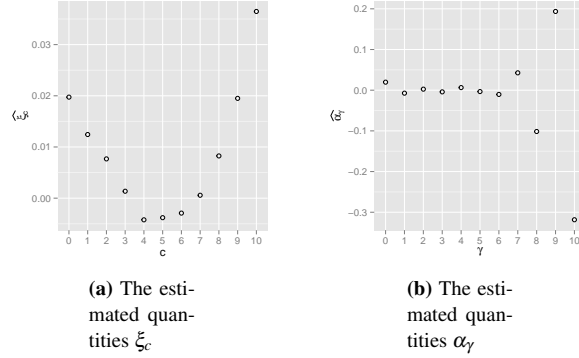 0.03
0.02
0.01
0.00
0 1 2 3 4 5 6 7 8 9 10
c
0.2
0.1
0.0
−0.1
−0.2
−0.3
α̂γ
0 1 2 3 4 5 6 7 8 9 10
γ
(a) The esti-
mated quan-
tities ξc
(b) The esti-
mated quan-
tities αγ